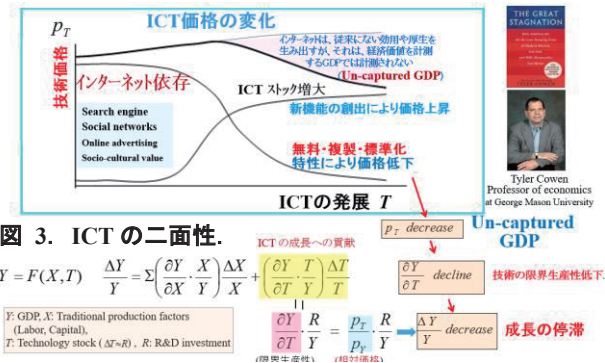 ICT価格の変化
p_T
技術価格
インターネットは、従来にない効用や厚生を
生み出すが、それは、経済価値を計測
するGDPでは計測されない
(Un-captured GDP)
インターネット依存
ICT ストック増大
新機能の創出により価格上昇
Search engine
Social networks
Online advertising
Socio-cultural value
無料・複製・標準化
特性により価格低下
ICTの発展 T
THE GREAT
STAGNATION
TYLER COWEN
Tyler Cowen
Professor of economics
at George Mason University
図 3. ICT の二面性.
p_T decrease
Un-captured
GDP
ICTの成長への貢献
Y = F(X,T) ΔY/Y = Σ(∂Y/∂X · X/Y) ΔX/X + (∂Y/∂T · T/Y) ΔT/T
∂Y/∂T decline
技術の限界生産性低下.
Y: GDP, X: Traditional production factors
(Labor, Capital),
T: Technology stock (ΔT≈R), R: R&D investment
∂Y/∂T · R/Y = p_T/p_Y · R/Y
ΔY/Y decrease
成長の停滞
(限界生産性) (相対価格)